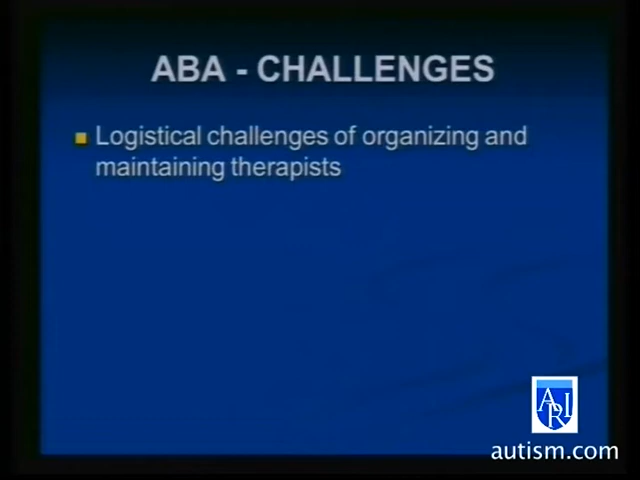 ABA - CHALLENGES
Logistical challenges of organizing and
maintaining therapists
ARI
autism.com